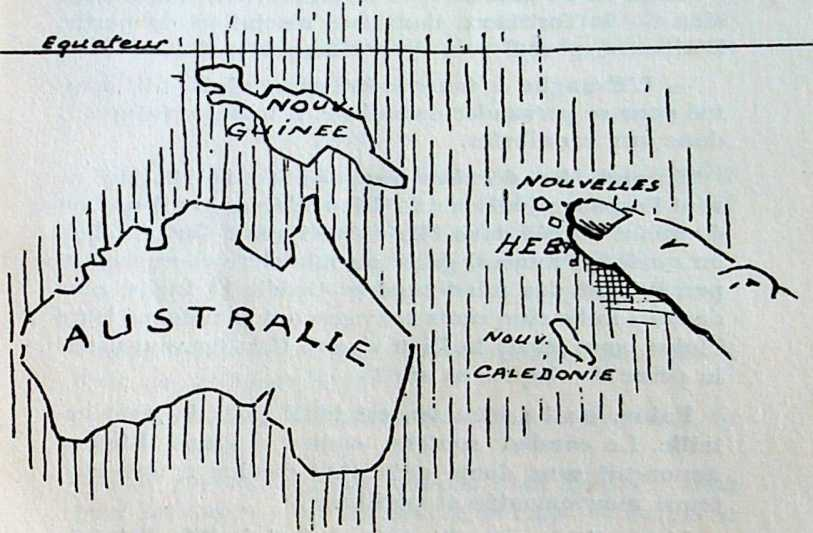 Equateur
NOUV.
GUINEE
NOUVELLES
HEB
AUSTRALIE
NOUV.
CALEDONIE